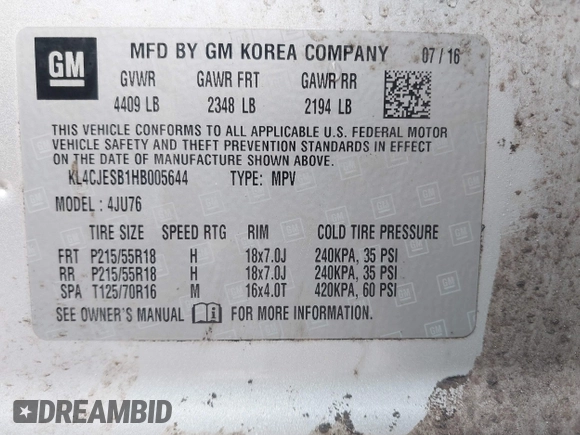 GM
MFD BY GM KOREA COMPANY 07 / 16
GVWR GAWR FRT GAWR RR
4409 LB 2348 LB 2194 LB
THIS VEHICLE CONFORMS TO ALL APPLICABLE U.S. FEDERAL MOTOR
VEHICLE SAFETY AND THEFT PREVENTION STANDARDS IN EFFECT
ON THE DATE OF MANUFACTURE SHOWN ABOVE.
KL4CJESB1HB005644 TYPE: MPV
MODEL : 4JU76
TIRE SIZE SPEED RTG RIM COLD TIRE PRESSURE
FRT P215/55R18 H 18x7.0J 240KPA, 35 PSI
RR P215/55R18 H 18x7.0J 240KPA, 35 PSI
SPA T125/70R16 M 16x4.0T 420KPA, 60 PSI
SEE OWNER'S MANUAL FOR MORE INFORMATION.
DREAMBID